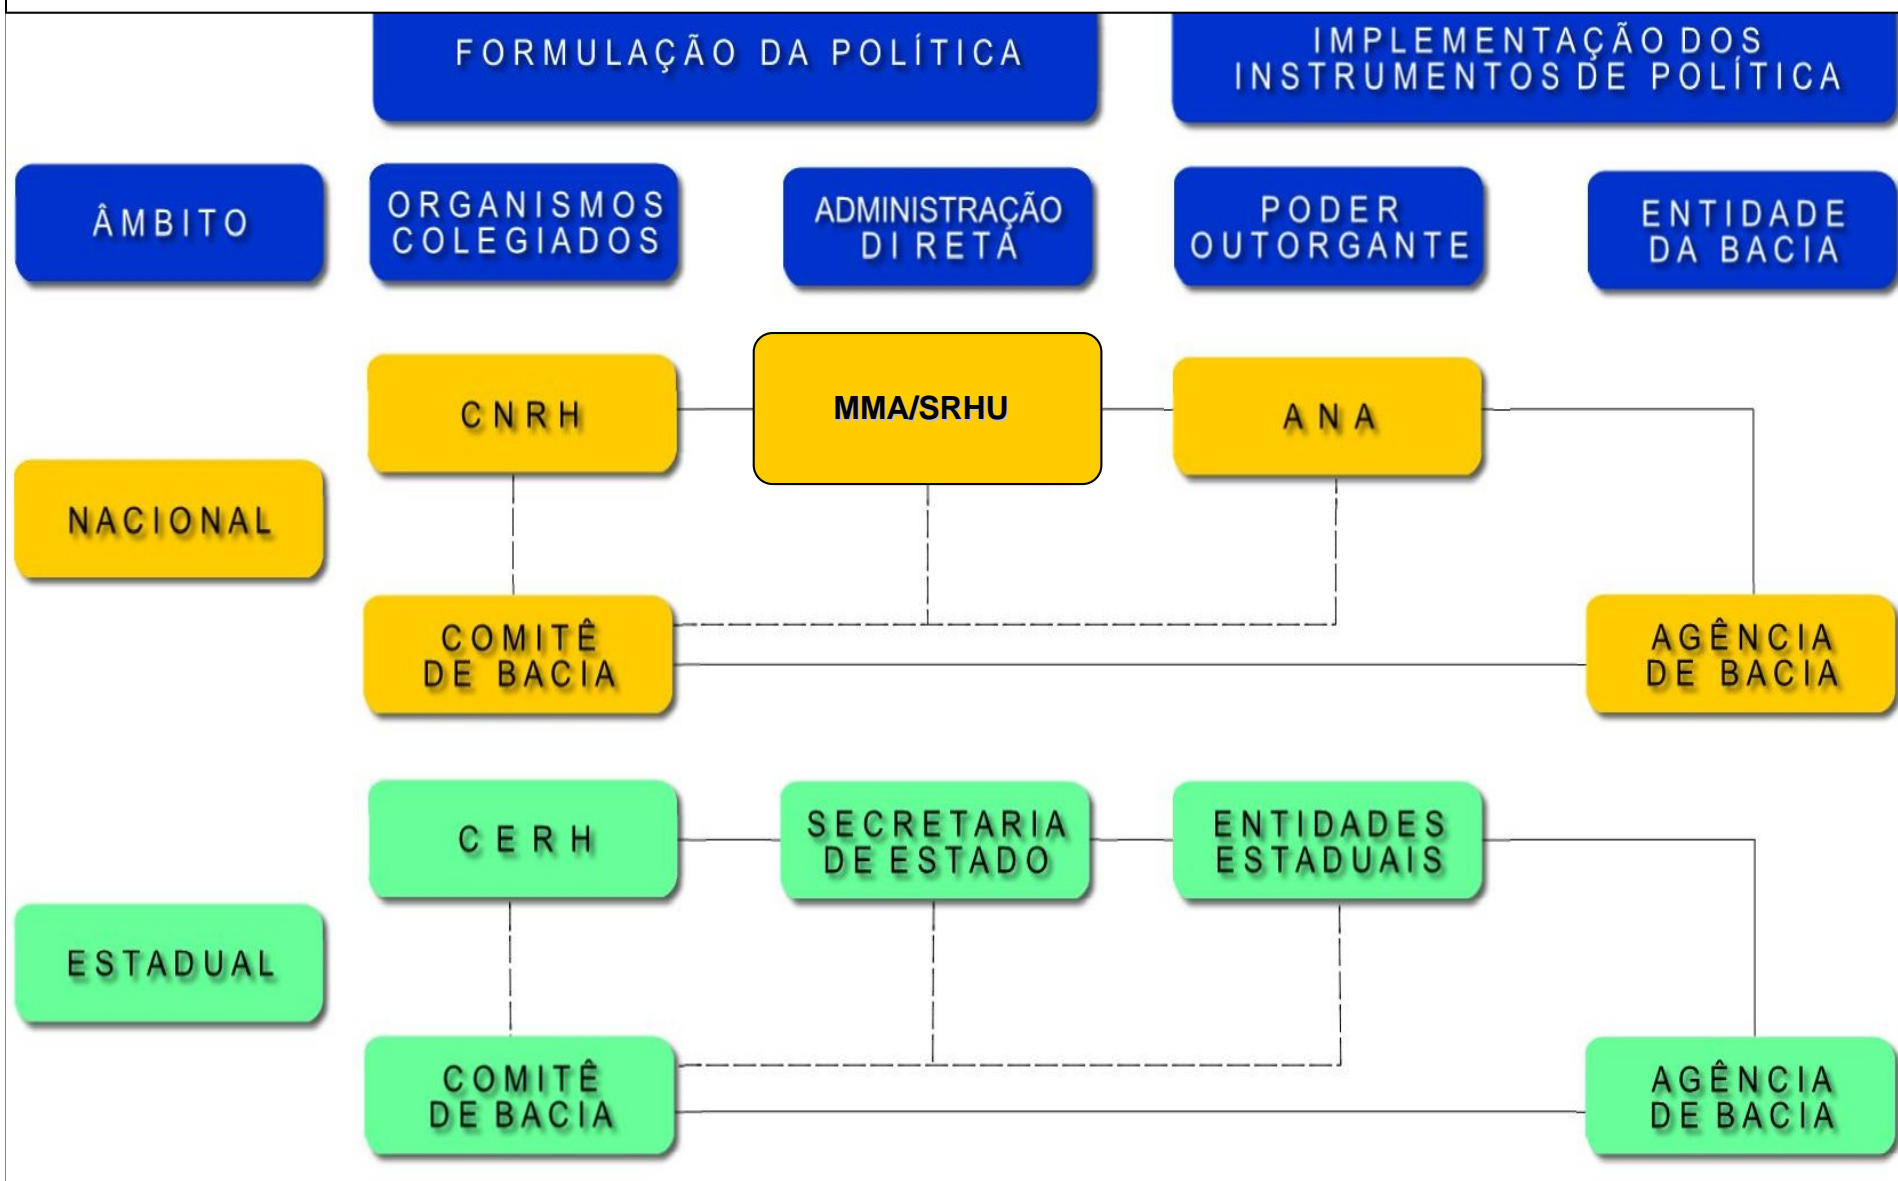 FORMULAÇÃO DA POLÍTICA
IMPLEMENTAÇÃO DOS
INSTRUMENTOS DE POLÍTICA
ÂMBITO
ORGANISMOS
COLEGIADOS
ADMINISTRAÇÃO
DIRETA
PODER
OUTORGANTE
ENTIDADE
DA BACIA
CNRH
MMA/SRHU
ANA
NACIONAL
COMITÊ
DE BACIA
AGÊNCIA
DE BACIA
CERH
SECRETARIA
DE ESTADO
ENTIDADES
ESTADUAIS
ESTADUAL
COMITÊ
DE BACIA
AGÊNCIA
DE BACIA